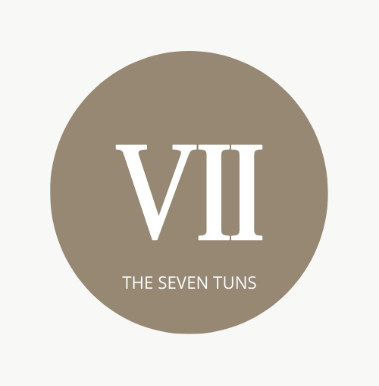 VII
THE SEVEN TUNS